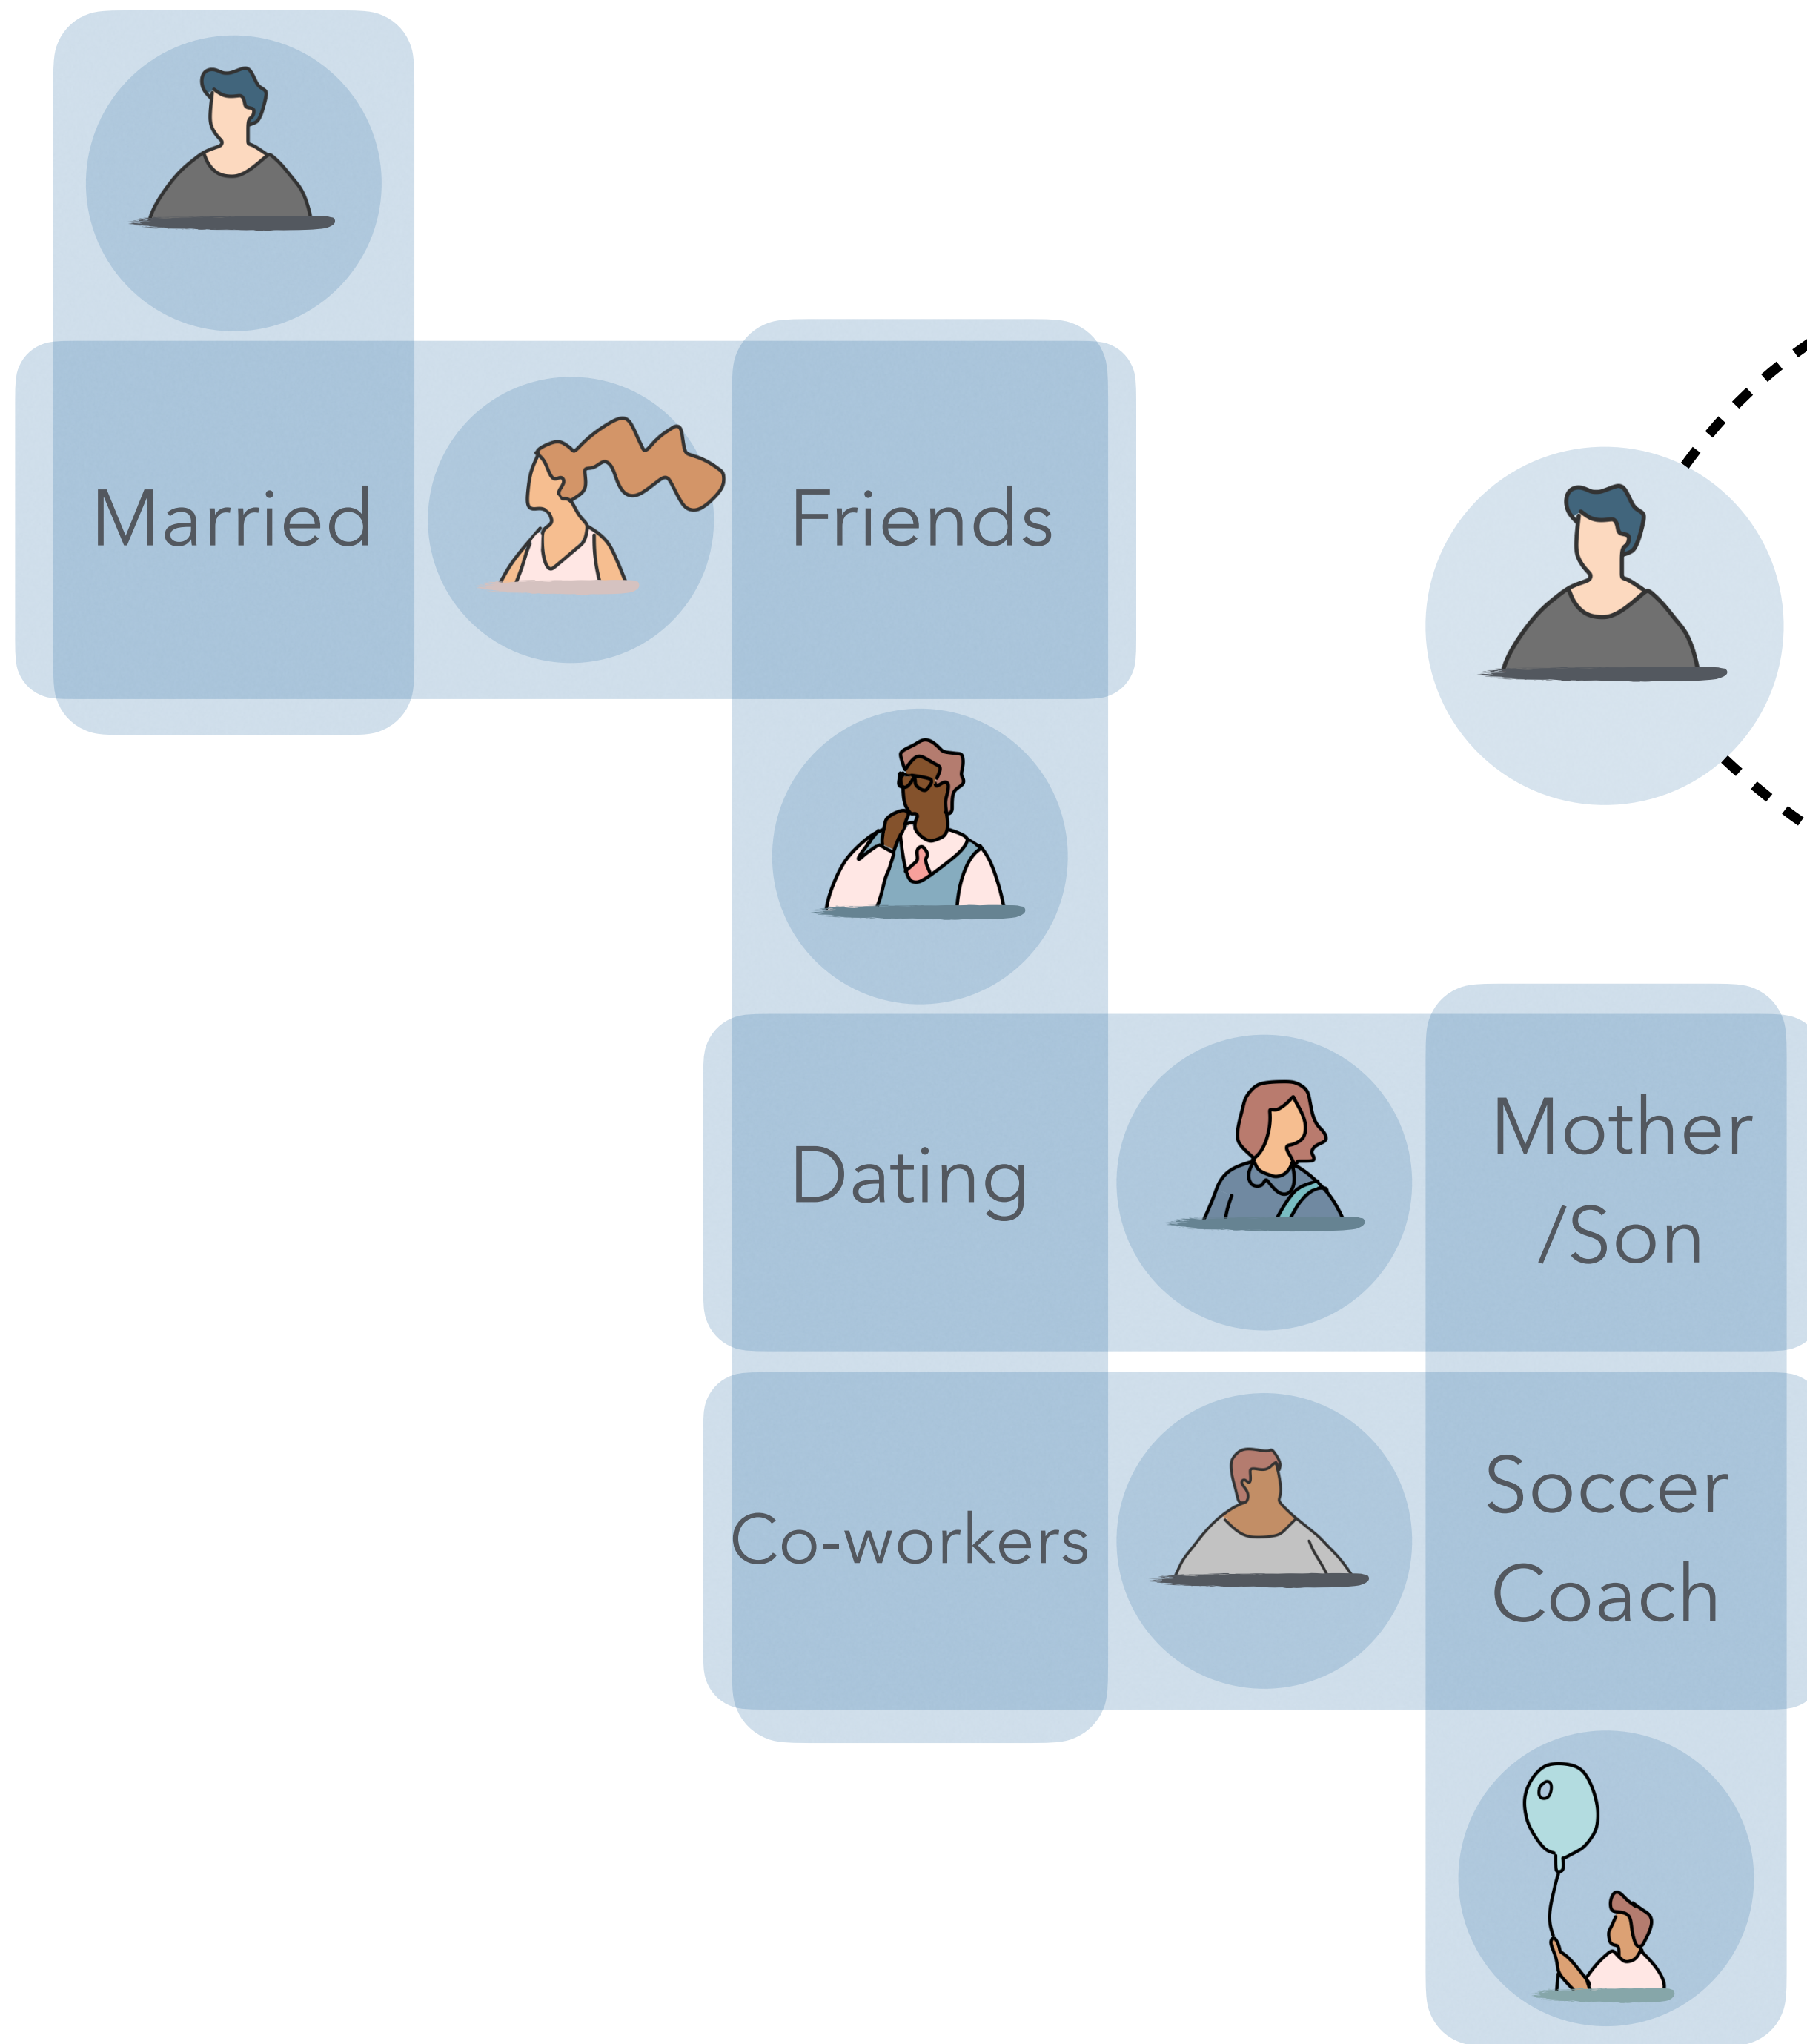 Married
Friends
Dating
Mother
/Son
Co-workers
Soccer
Coach